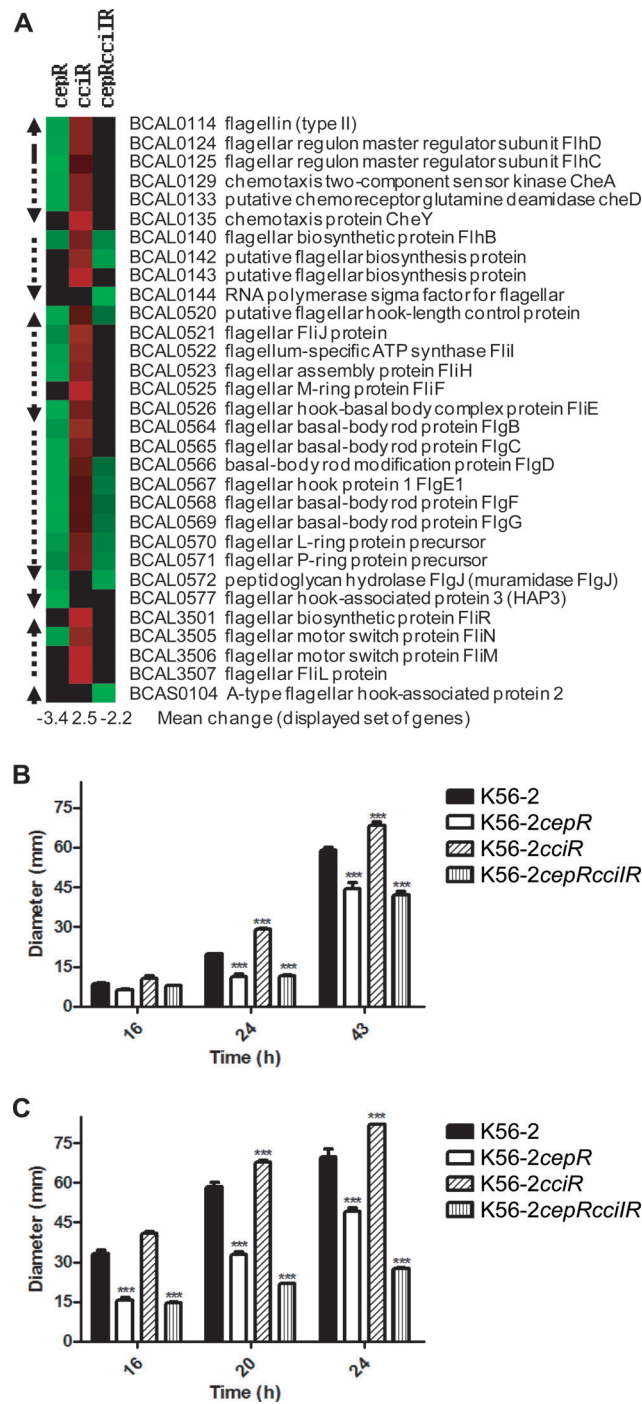 A
cepR
cciR
cepRcciIR
BCAL0114 flagellin (type II)
BCAL0124 flagellar regulon master regulator subunit FlhD
BCAL0125 flagellar regulon master regulator subunit FlhC
BCAL0129 chemotaxis two-component sensor kinase CheA
BCAL0133 putative chemoreceptor glutamine deamidase cheD
BCAL0135 chemotaxis protein CheY
BCAL0140 flagellar biosynthetic protein FlhB
BCAL0142 putative flagellar biosynthesis protein
BCAL0143 putative flagellar biosynthesis protein
BCAL0144 RNA polymerase sigma factor for flagellar
BCAL0520 putative flagellar hook-length control protein
BCAL0521 flagellar FliJ protein
BCAL0522 flagellum-specific ATP synthase FliI
BCAL0523 flagellar assembly protein FliH
BCAL0525 flagellar M-ring protein FliF
BCAL0526 flagellar hook-basal body complex protein FliE
BCAL0564 flagellar basal-body rod protein FlgB
BCAL0565 flagellar basal-body rod protein FlgC
BCAL0566 basal-body rod modification protein FlgD
BCAL0567 flagellar hook protein 1 FlgE1
BCAL0568 flagellar basal-body rod protein FlgF
BCAL0569 flagellar basal-body rod protein FlgG
BCAL0570 flagellar L-ring protein precursor
BCAL0571 flagellar P-ring protein precursor
BCAL0572 peptidoglycan hydrolase FlgJ (muramidase FlgJ)
BCAL0577 flagellar hook-associated protein 3 (HAP3)
BCAL3501 flagellar biosynthetic protein FliR
BCAL3505 flagellar motor switch protein FliN
BCAL3506 flagellar motor switch protein FliM
BCAL3507 flagellar FliL protein
BCAS0104 A-type flagellar hook-associated protein 2
-3.4 2.5 -2.2 Mean change (displayed set of genes)
B
Diameter (mm)
75
60
45
30
15
0
*** *** ***
*** *** ***
16 24 43
Time (h)
K56-2
K56-2cepR
K56-2cciR
K56-2cepRcciIR
C
Diameter (mm)
75
60
45
30
15
0
*** ***
*** *** ***
*** *** ***
16 20 24
Time (h)
K56-2
K56-2cepR
K56-2cciR
K56-2cepRcciIR